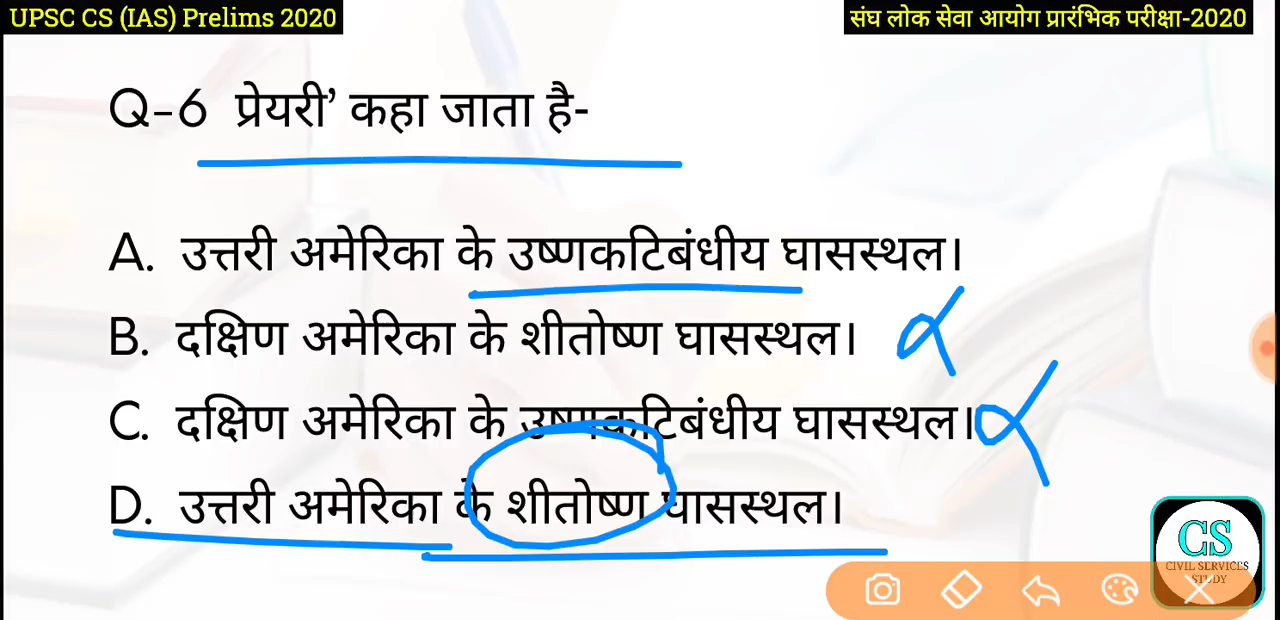 UPSC CS (IAS) Prelims 2020
संघ लोक सेवा आयोग प्रारंभिक परीक्षा-2020
Q-6 प्रेयरी’ कहा जाता है-
A. उत्तरी अमेरिका के उष्णकटिबंधीय घासस्थल।
B. दक्षिण अमेरिका के शीतोष्ण घासस्थल।
C. दक्षिण अमेरिका के उष्णकटिबंधीय घासस्थल।
D. उत्तरी अमेरिका के शीतोष्ण घासस्थल।
CS
CIVIL SERVICES
STUDY